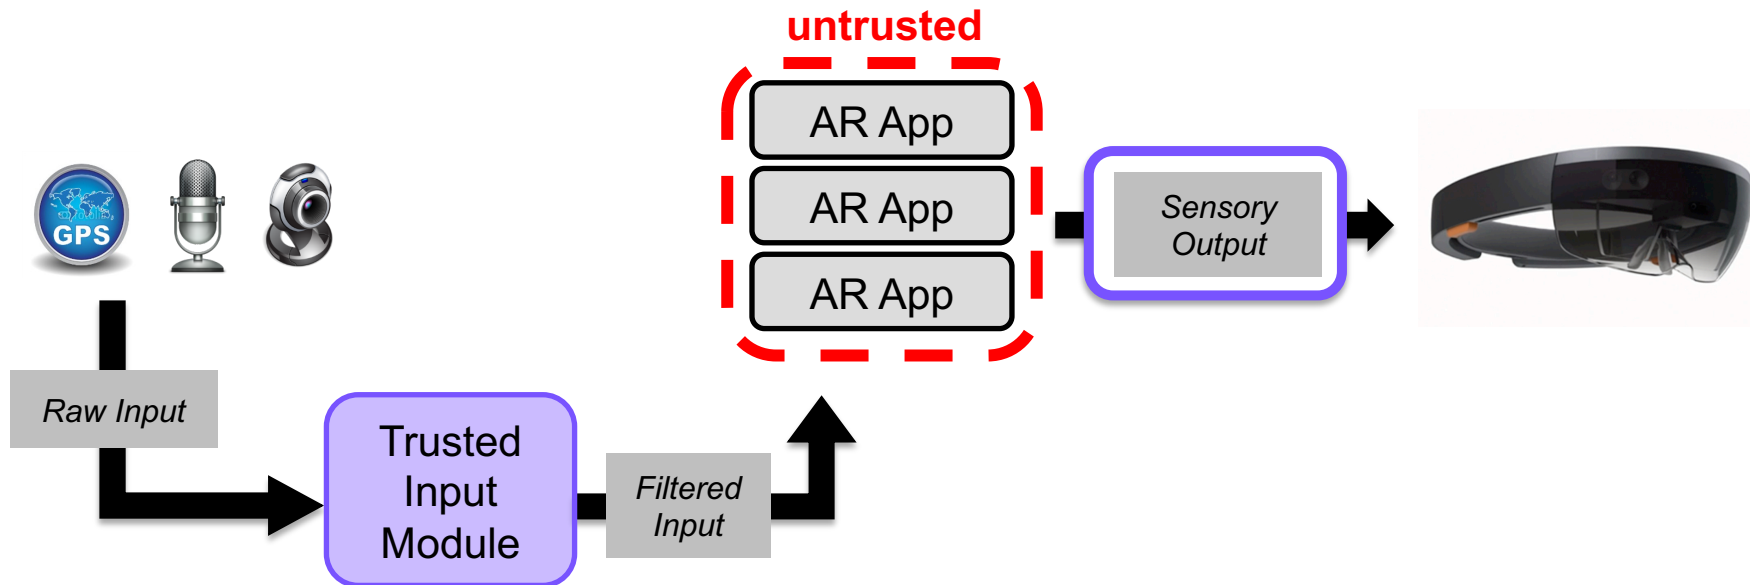 untrusted
AR App
AR App
AR App
GPS
Sensory
Output
Raw Input
Trusted
Input
Module
Filtered
Input